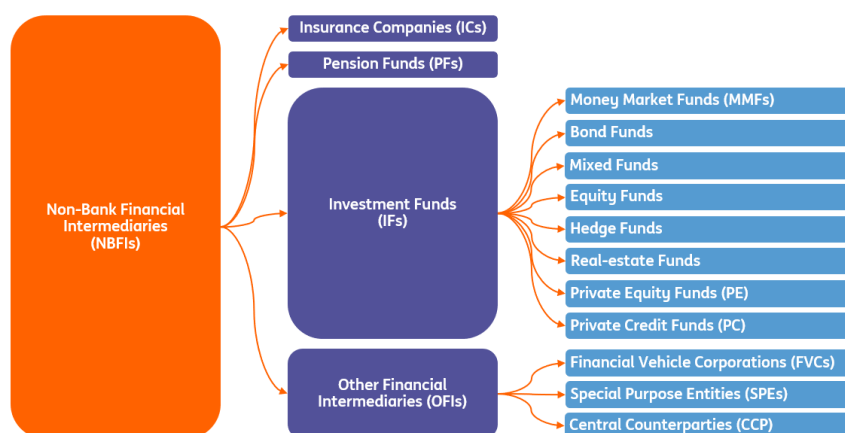 Non-Bank Financial
Intermediaries
(NBFIs)
Insurance Companies (ICs)
Pension Funds (PFs)
Investment Funds
(IFs)
Other Financial
Intermediaries (OFIs)
Money Market Funds (MMFs)
Bond Funds
Mixed Funds
Equity Funds
Hedge Funds
Real-estate Funds
Private Equity Funds (PE)
Private Credit Funds (PC)
Financial Vehicle Corporations (FVCs)
Special Purpose Entities (SPEs)
Central Counterparties (CCP)